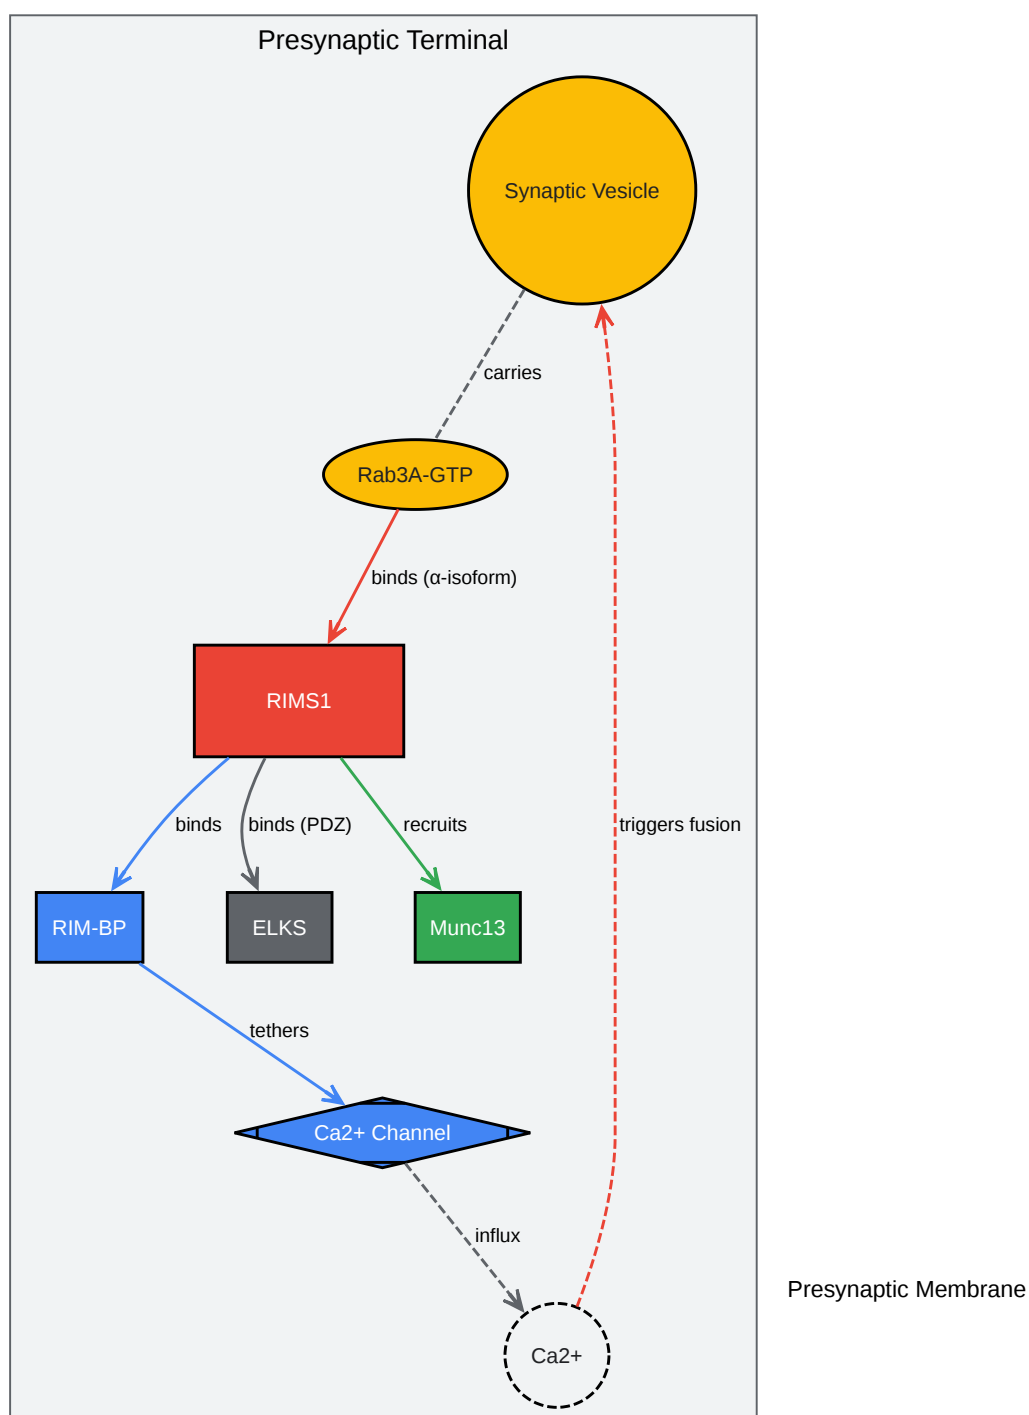 Presynaptic Terminal
Synaptic Vesicle
carries
Rab3A-GTP
binds (α-isoform)
RIMS1
binds
binds (PDZ)
recruits
triggers fusion
RIM-BP
ELKS
Munc13
tethers
Ca2+ Channel
influx
Presynaptic Membrane
Ca2+